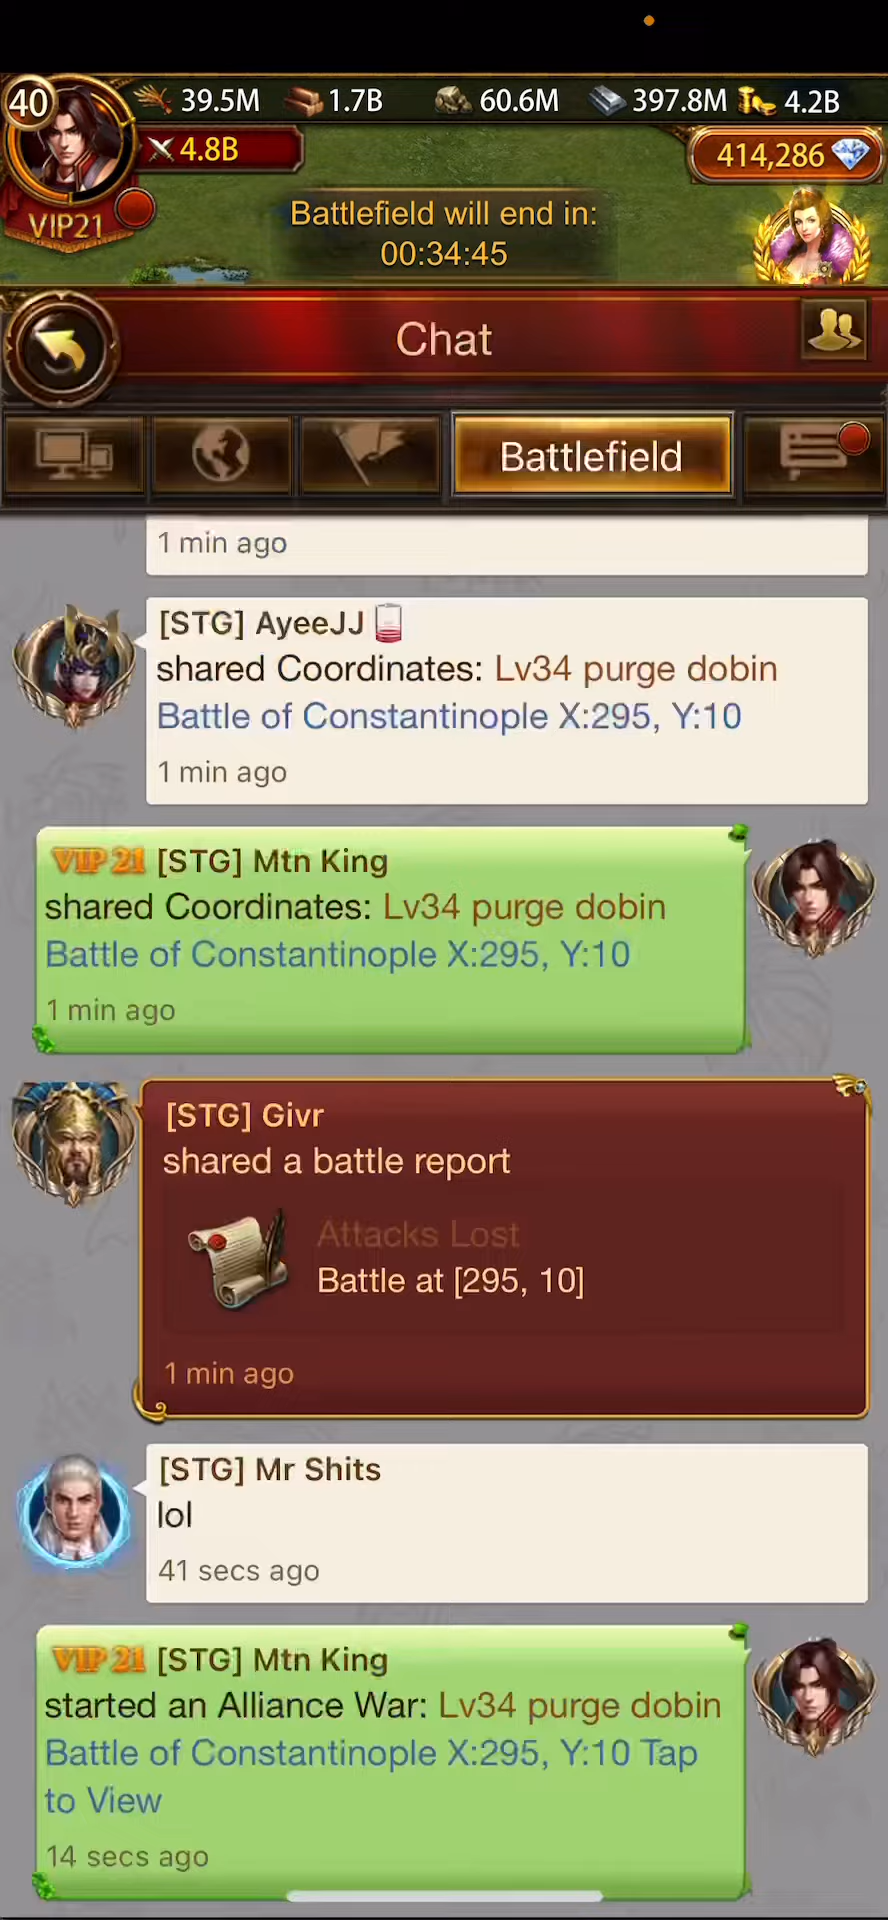 40
39.5M
1.7B
60.6M
397.8M
4.2B
4.8B
414,286
VIP21
Battlefield will end in:
00:34:45
Chat
Battlefield
1 min ago
[STG] AyeeJJ
shared Coordinates: Lv34 purge dobin
Battle of Constantinople X:295, Y:10
1 min ago
VIP 21 [STG] Mtn King
shared Coordinates: Lv34 purge dobin
Battle of Constantinople X:295, Y:10
1 min ago
[STG] Givr
shared a battle report
Attacks Lost
Battle at [295, 10]
1 min ago
[STG] Mr Shits
lol
41 secs ago
VIP 21 [STG] Mtn King
started an Alliance War: Lv34 purge dobin
Battle of Constantinople X:295, Y:10 Tap
to View
14 secs ago